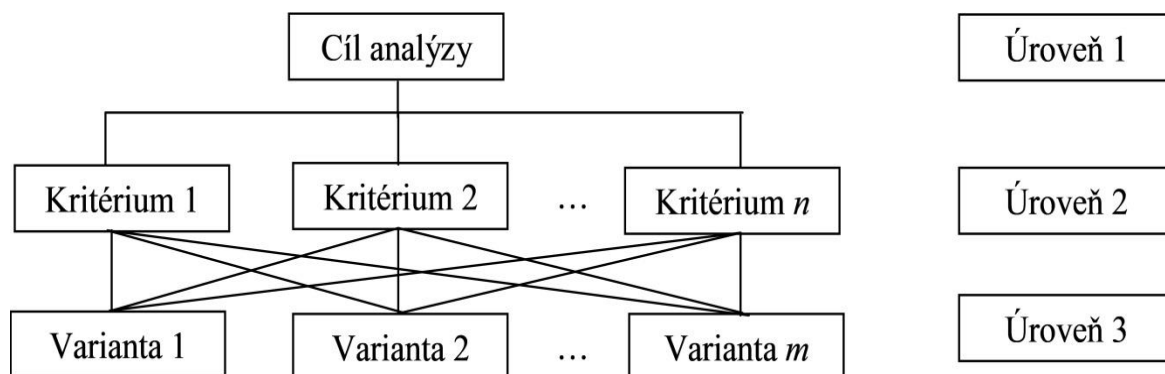 Cíl analýzy
Úroveň 1
Kritérium 1
Kritérium 2
...
Kritérium n
Úroveň 2
Varianta 1
Varianta 2
...
Varianta m
Úroveň 3